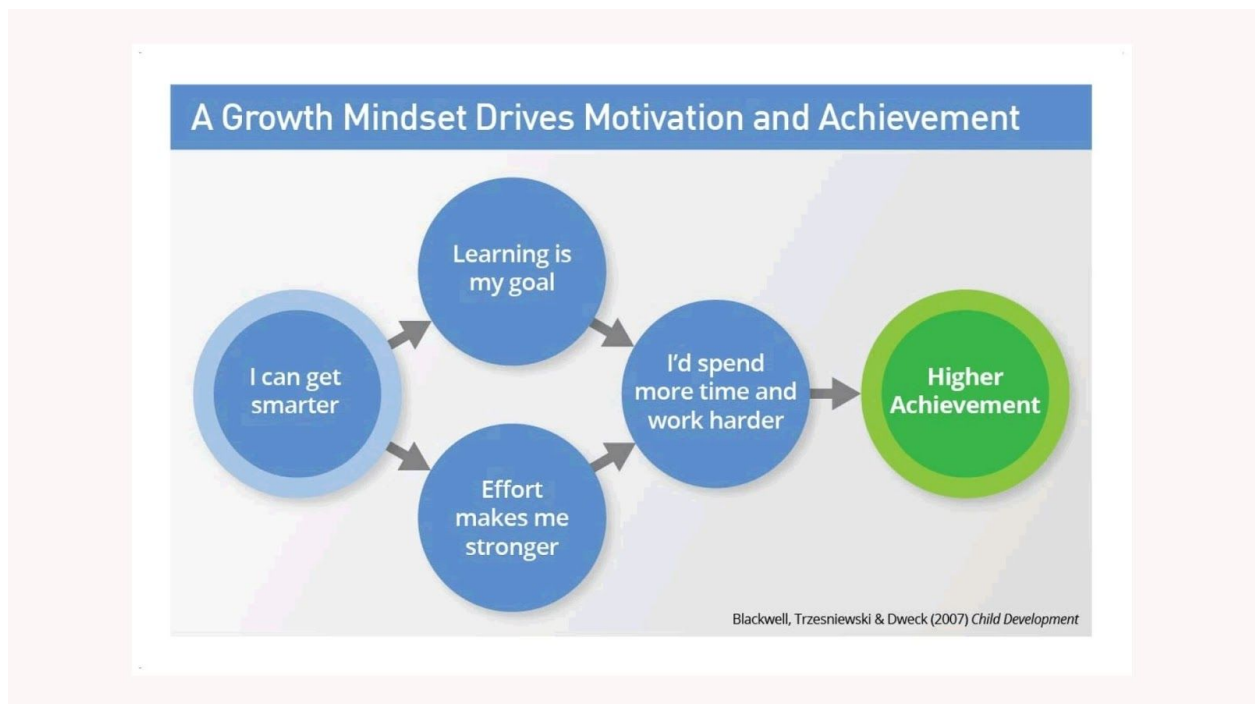 A Growth Mindset Drives Motivation and Achievement
Learning is
my goal
I can get
smarter
I'd spend
more time and
work harder
Higher
Achievement
Effort
makes me
stronger
Blackwell, Trzesniewski & Dweck (2007) Child Development